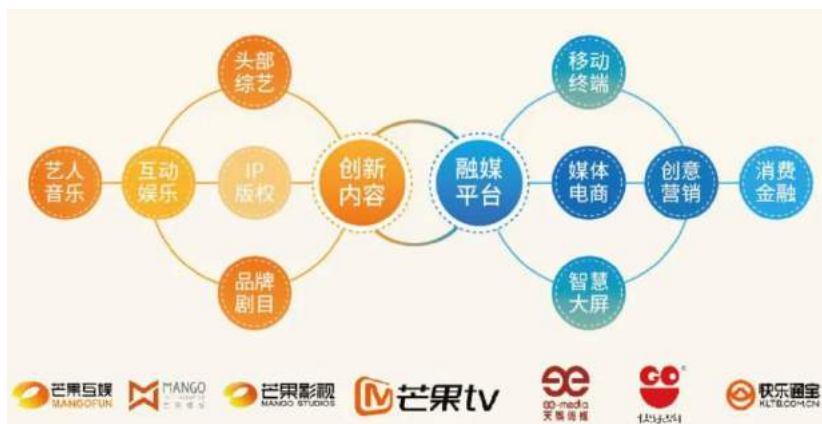 头部
综艺
移动
终端
艺人
音乐
互动
娱乐
IP
版权
创新
内容
融媒
平台
媒体
电商
创意
营销
消费
金融
品牌
剧目
智慧
大屏
芒果互娱
MANGOFUN
MANGO
芒果影视
MANGO STUDIOS
芒果tv
ee-media
天娱传媒
GO
快乐通宝
KLTB.COM.CN